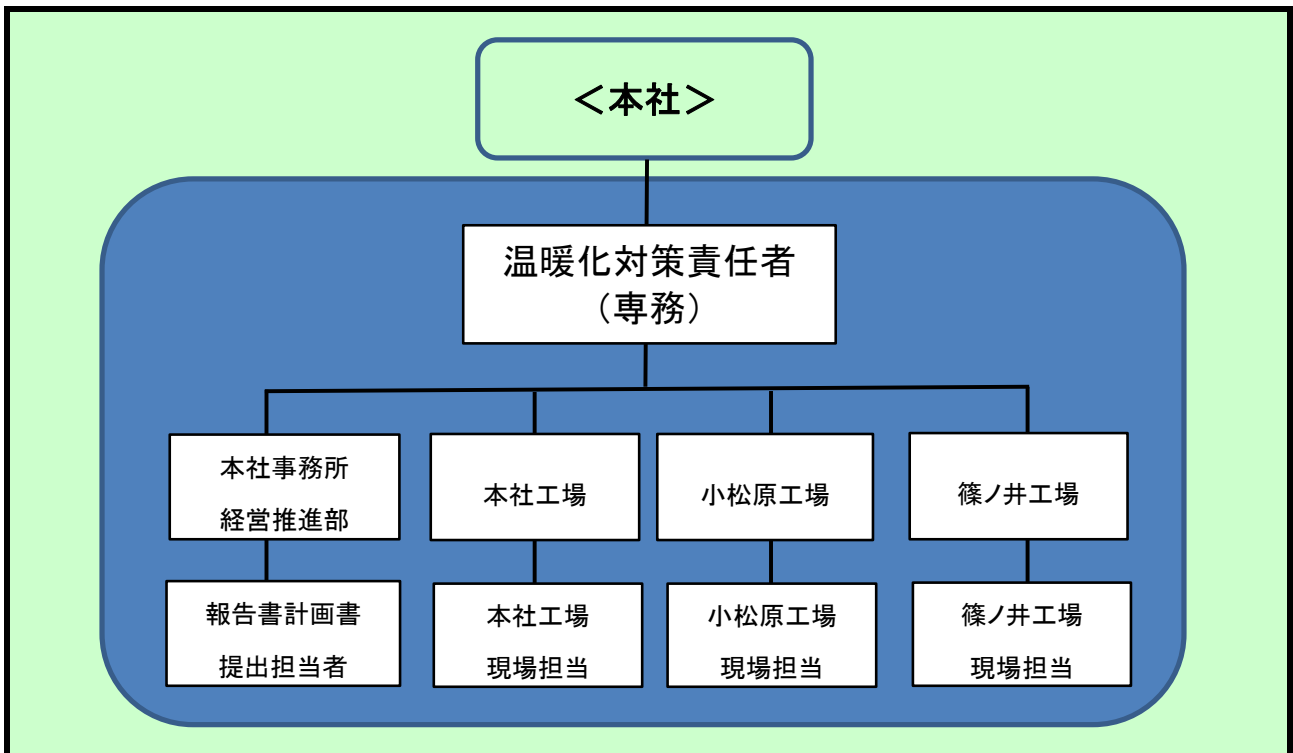 ＜本社＞
温暖化対策責任者
（専務）
本社事務所
経営推進部
本社工場
小松原工場
篠ノ井工場
報告書計画書
提出担当者
本社工場
現場担当
小松原工場
現場担当
篠ノ井工場
現場担当